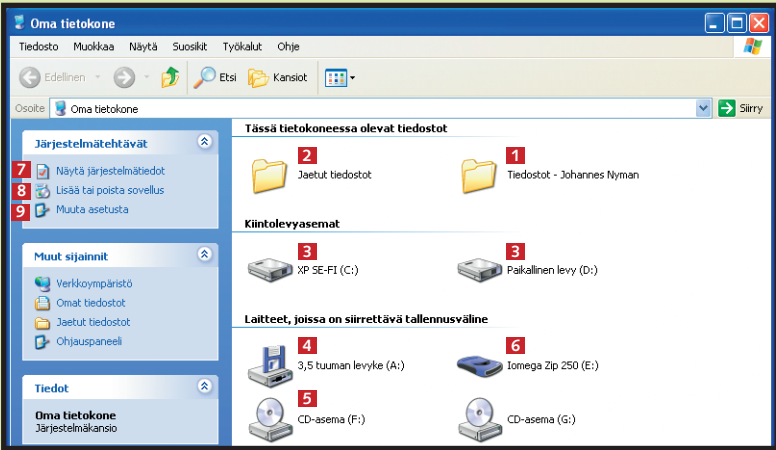 Oma tietokone
Tiedosto Muokkaa Näytä Suosikit Työkalut Ohje
Edellinen Etsi Kansiot
Osoite Oma tietokone Siirry
Järjestelmätehtävät
7 Näytä järjestelmätiedot
8 Lisää tai poista sovellus
9 Muuta asetusta
Muut sijainnit
Verkkoympäristö
Omat tiedostot
Jaetut tiedostot
Ohjauspaneeli
Tiedot
Oma tietokone
Järjestelmäkansio
Tässä tietokoneessa olevat tiedostot
2 1
Jaetut tiedostot Tiedostot - Johannes Nyman
Kiintolevyasemat
3 3
XP SE-FI (C:) Paikallinen levy (D:)
Laitteet, joissa on siirrettävä tallennusväline
4 6
3,5 tuuman levyke (A:) Iomega Zip 250 (E:)
5
CD-asema (F:) CD-asema (G:)